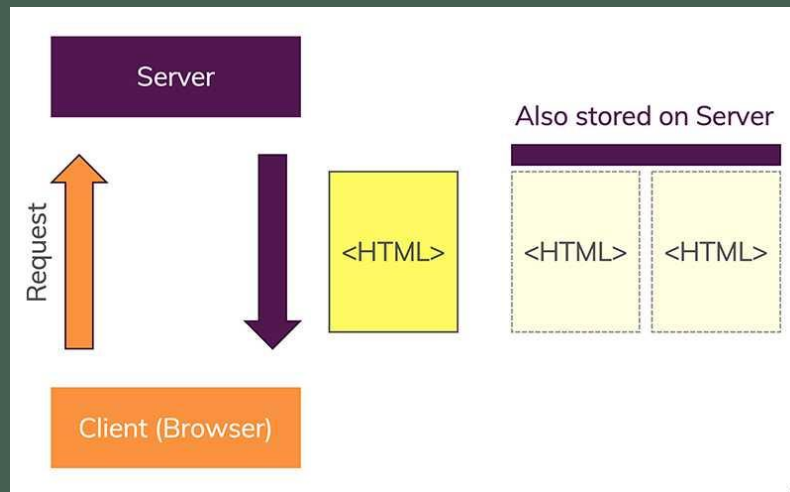 Server
Also stored on Server
Request
<HTML>
<HTML>
<HTML>
Client (Browser)